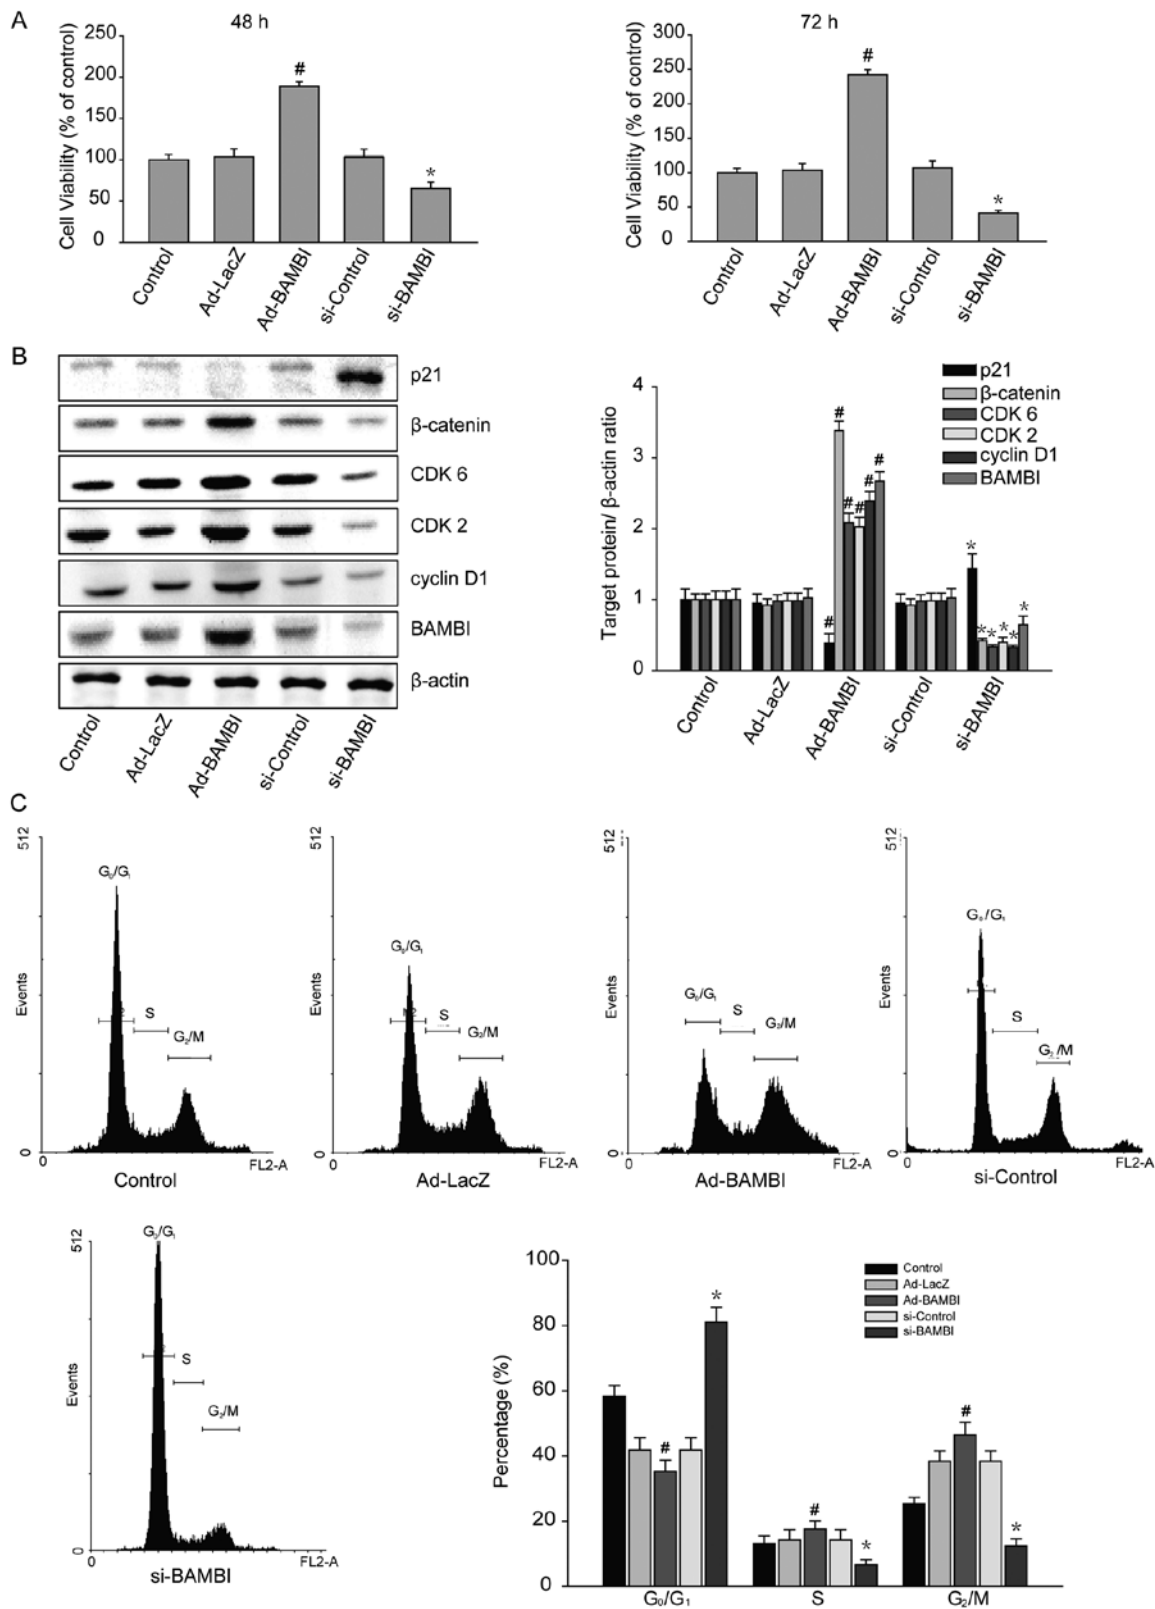 A
48 h
Cell Viability (% of control)
250
200
150
100
50
0
#
*
Control
Ad-LacZ
Ad-BAMBI
si-Control
si-BAMBI
72 h
Cell Viability (% of control)
300
250
200
150
100
50
0
#
*
Control
Ad-LacZ
Ad-BAMBI
si-Control
si-BAMBI
B
p21
β-catenin
CDK 6
CDK 2
cyclin D1
BAMBI
β-actin
Control
Ad-LacZ
Ad-BAMBI
si-Control
si-BAMBI
Target protein/ β-actin ratio
4
3
2
1
0
p21
β-catenin
CDK 6
CDK 2
cyclin D1
BAMBI
# # # # # #
* * * * * *
Control
Ad-LacZ
Ad-BAMBI
si-Control
si-BAMBI
C
512
Events
0
G₀/G₁
S
G₂/M
FL2-A
Control
512
Events
0
G₀/G₁
S
G₂/M
FL2-A
Ad-LacZ
512
Events
0
G₀/G₁
S
G₂/M
FL2-A
Ad-BAMBI
512
Events
0
G₀/G₁
S
G₂/M
FL2-A
si-Control
512
Events
0
G₀/G₁
S
G₂/M
FL2-A
si-BAMBI
Percentage (%)
100
80
60
40
20
0
Control
Ad-LacZ
Ad-BAMBI
si-Control
si-BAMBI
# *
# *
# *
G₀/G₁
S
G₂/M